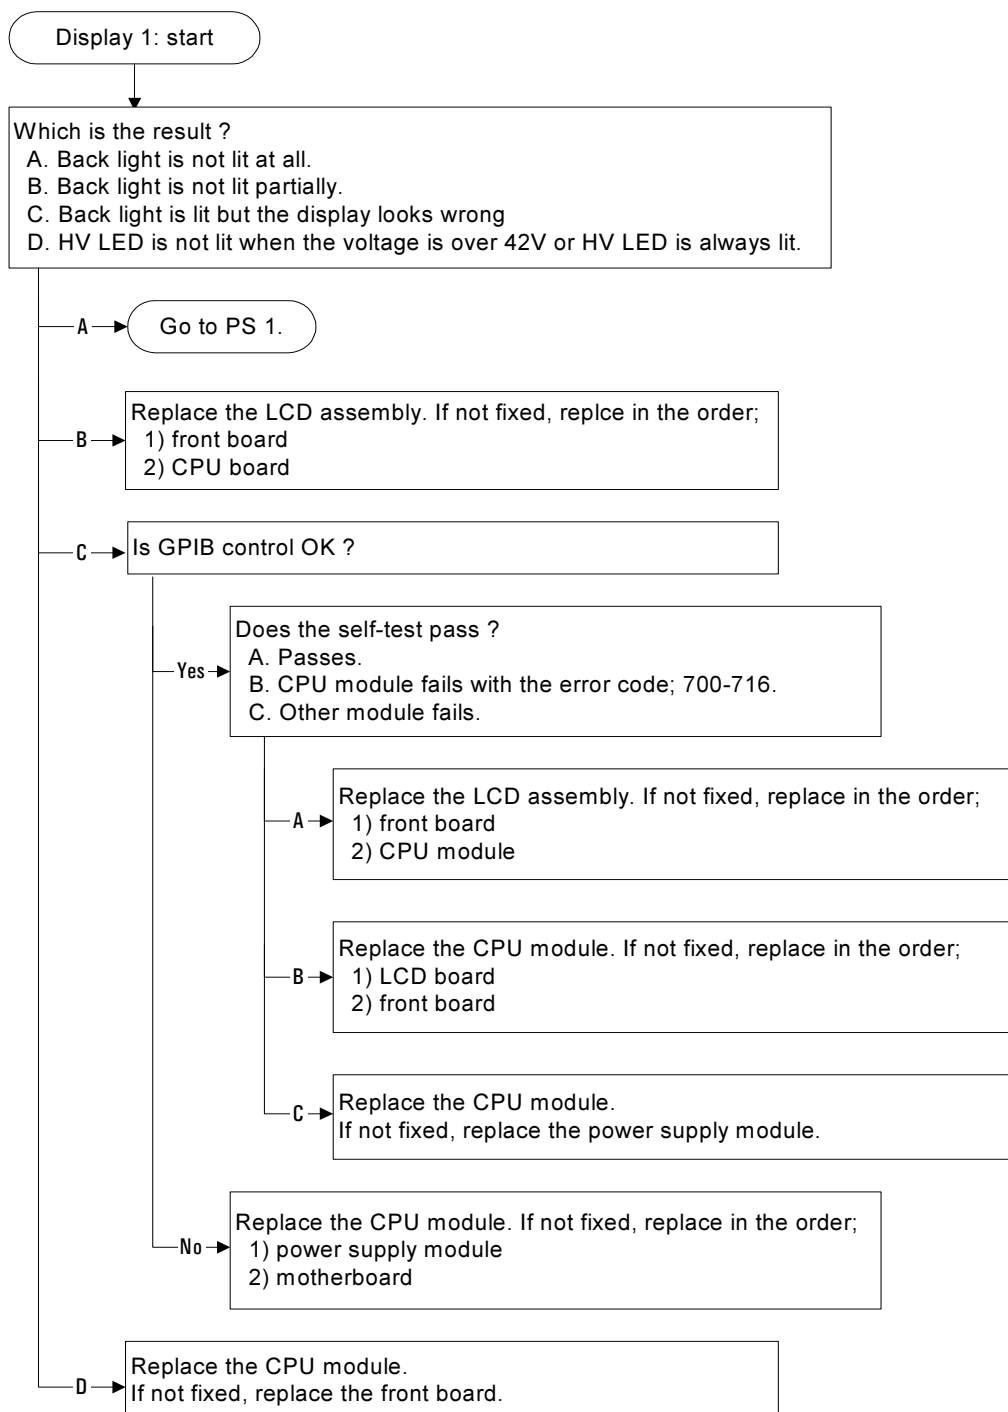 Display 1: start
Which is the result ?
A. Back light is not lit at all.
B. Back light is not lit partially.
C. Back light is lit but the display looks wrong
D. HV LED is not lit when the voltage is over 42V or HV LED is always lit.
A
Go to PS 1.
B
Replace the LCD assembly. If not fixed, replce in the order;
1) front board
2) CPU board
C
Is GPIB control OK ?
Yes
Does the self-test pass ?
A. Passes.
B. CPU module fails with the error code; 700-716.
C. Other module fails.
A
Replace the LCD assembly. If not fixed, replace in the order;
1) front board
2) CPU module
B
Replace the CPU module. If not fixed, replace in the order;
1) LCD board
2) front board
C
Replace the CPU module.
If not fixed, replace the power supply module.
No
Replace the CPU module. If not fixed, replace in the order;
1) power supply module
2) motherboard
D
Replace the CPU module.
If not fixed, replace the front board.